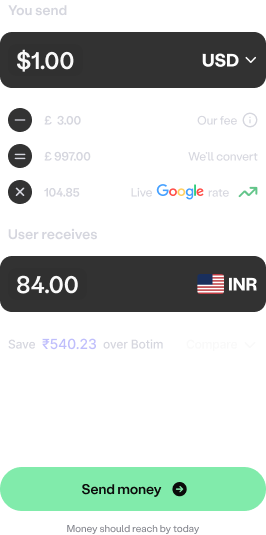 You send
$1.00 USD
£ 3.00 Our fee
£ 997.00 We'll convert
104.85 Live Google rate
User receives
84.00 INR
Save ₹540.23 over Botim Compare
Send money
Money should reach by today